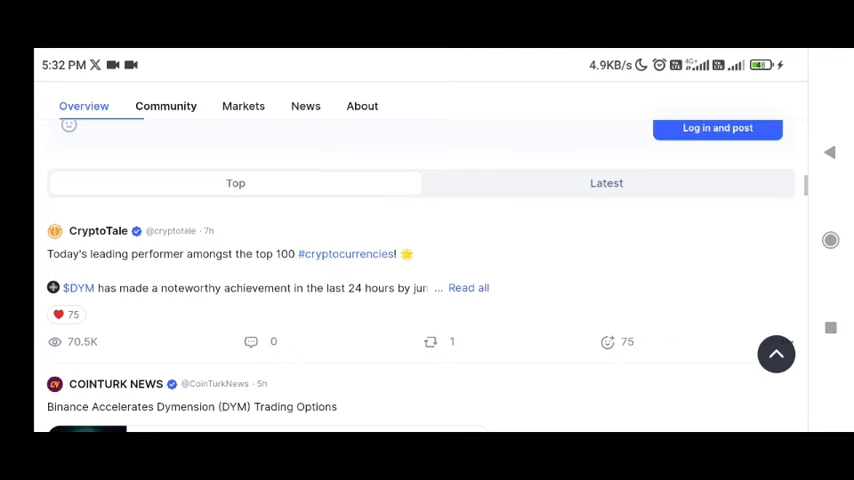 5:32 PM 4.9KB/s 4G+ 48
Overview Community Markets News About
Log in and post
Top Latest
CryptoTale @cryptotale · 7h
Today's leading performer amongst the top 100 #cryptocurrencies! 🌟
$DYM has made a noteworthy achievement in the last 24 hours by jun ... Read all
❤️ 75
70.5K 0 1 75
COINTURK NEWS @CoinTurkNews · 5h
Binance Accelerates Dymension (DYM) Trading Options